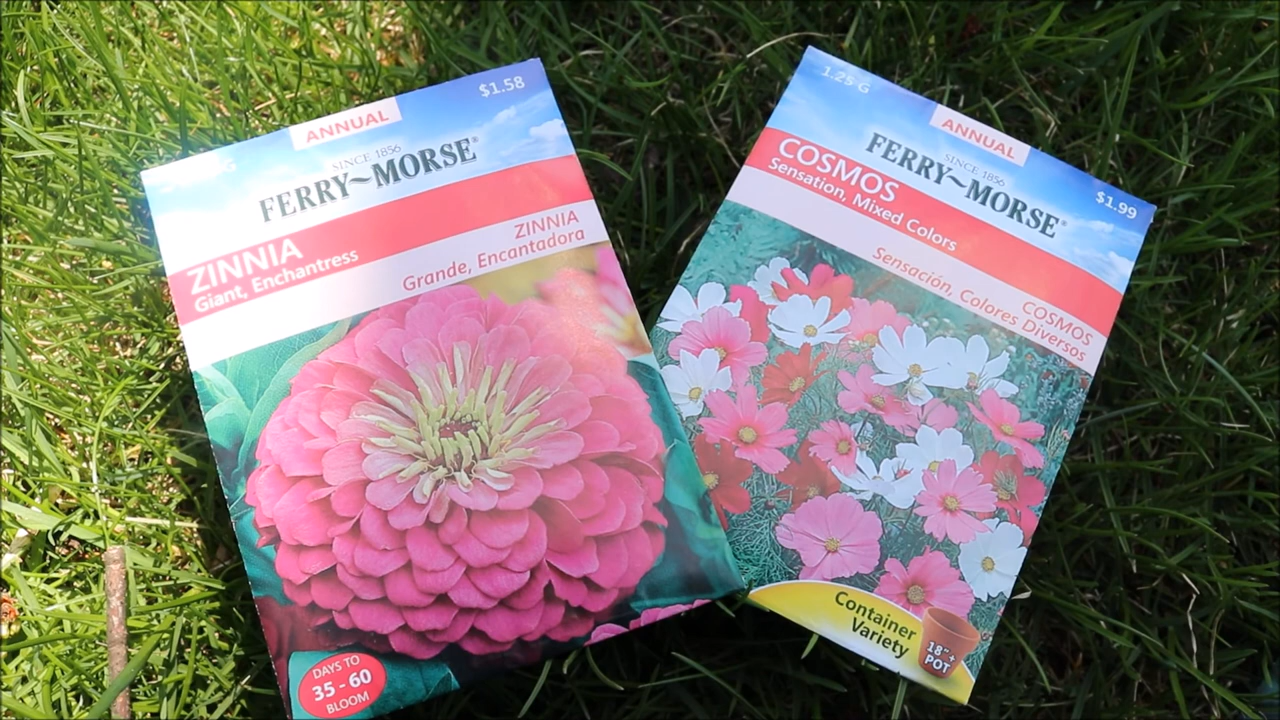 $1.58
ANNUAL
SINCE 1856
FERRY~MORSE®
ZINNIA
Giant, Enchantress
ZINNIA
Grande, Encantadora
DAYS TO
35 - 60
BLOOM
1.25 G
ANNUAL
$1.99
SINCE 1856
FERRY~MORSE®
COSMOS
Sensation, Mixed Colors
COSMOS
Sensación, Colores Diversos
Container
Variety
18"+
POT